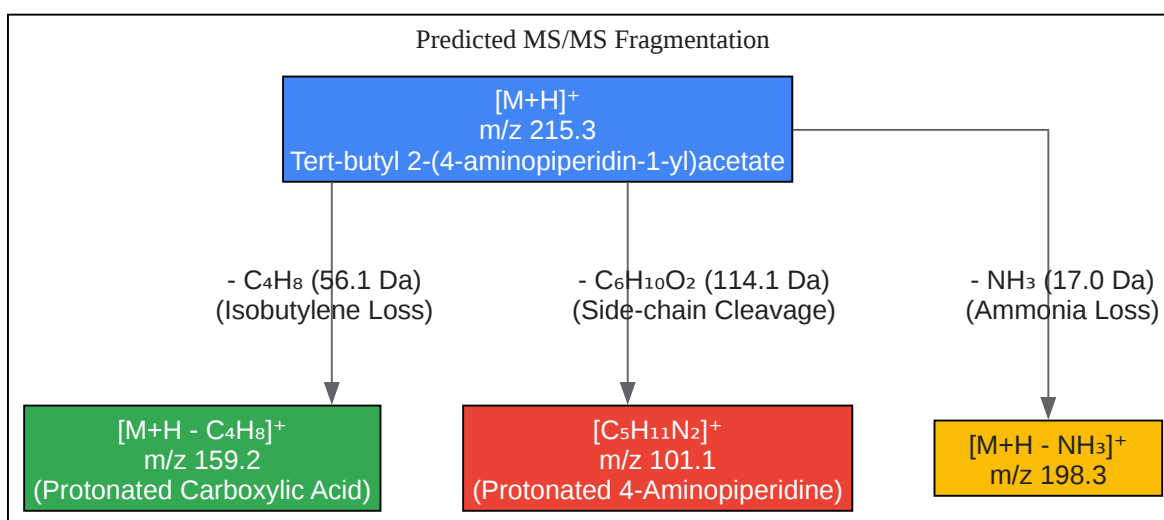 Predicted MS/MS Fragmentation
[M+H]⁺
m/z 215.3
Tert-butyl 2-(4-aminopiperidin-1-yl)acetate
- C₄H₈ (56.1 Da)
(Isobutylene Loss)
- C₆H₁₀O₂ (114.1 Da)
(Side-chain Cleavage)
- NH₃ (17.0 Da)
(Ammonia Loss)
[M+H - C₄H₈]⁺
m/z 159.2
(Protonated Carboxylic Acid)
[C₅H₁₁N₂]⁺
m/z 101.1
(Protonated 4-Aminopiperidine)
[M+H - NH₃]⁺
m/z 198.3